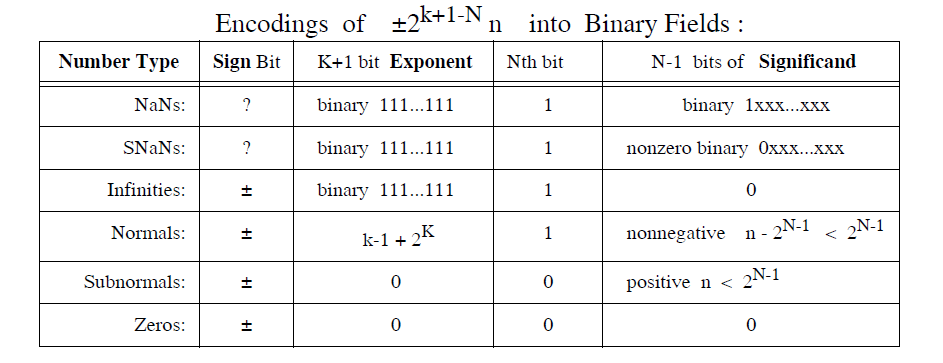 Encodings of ±2^k+1-N n into Binary Fields :
Number Type Sign Bit K+1 bit Exponent Nth bit N-1 bits of Significand
NaNs: ? binary 111...111 1 binary 1xxx...xxx
SNaNs: ? binary 111...111 1 nonzero binary 0xxx...xxx
Infinities: ± binary 111...111 1 0
Normals: ± k-1 + 2^K 1 nonnegative n - 2^N-1 < 2^N-1
Subnormals: ± 0 0 positive n < 2^N-1
Zeros: ± 0 0 0